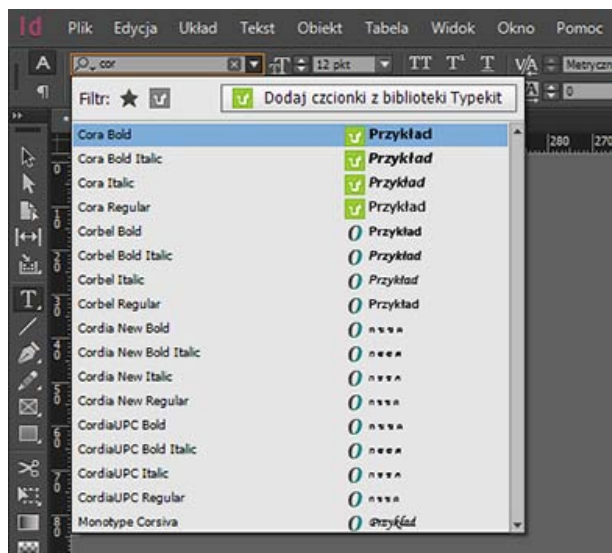 Id Plik Edycja Układ Tekst Obiekt Tabela Widok Okno Pomoc
A cor 12 pkt TT T¹ T VA Metryczn
¶ 0
Filtr: Dodaj czcionki z biblioteki Typekit
280 270
Cora Bold Przykład
Cora Bold Italic Przykład
Cora Italic Przykład
Cora Regular Przykład
Corbel Bold Przykład
Corbel Bold Italic Przykład
Corbel Italic Przykład
Corbel Regular Przykład
Cordia New Bold
Cordia New Bold Italic
Cordia New Italic
Cordia New Regular
CordiaUPC Bold
CordiaUPC Bold Italic
CordiaUPC Italic
CordiaUPC Regular
Monotype Corsiva Przykład